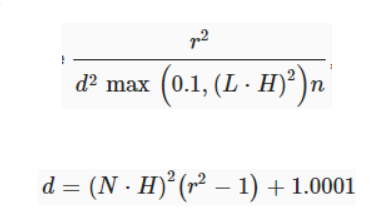 r²
d² max (0.1, (L · H)²)n
d = (N · H)²(r² − 1) + 1.0001